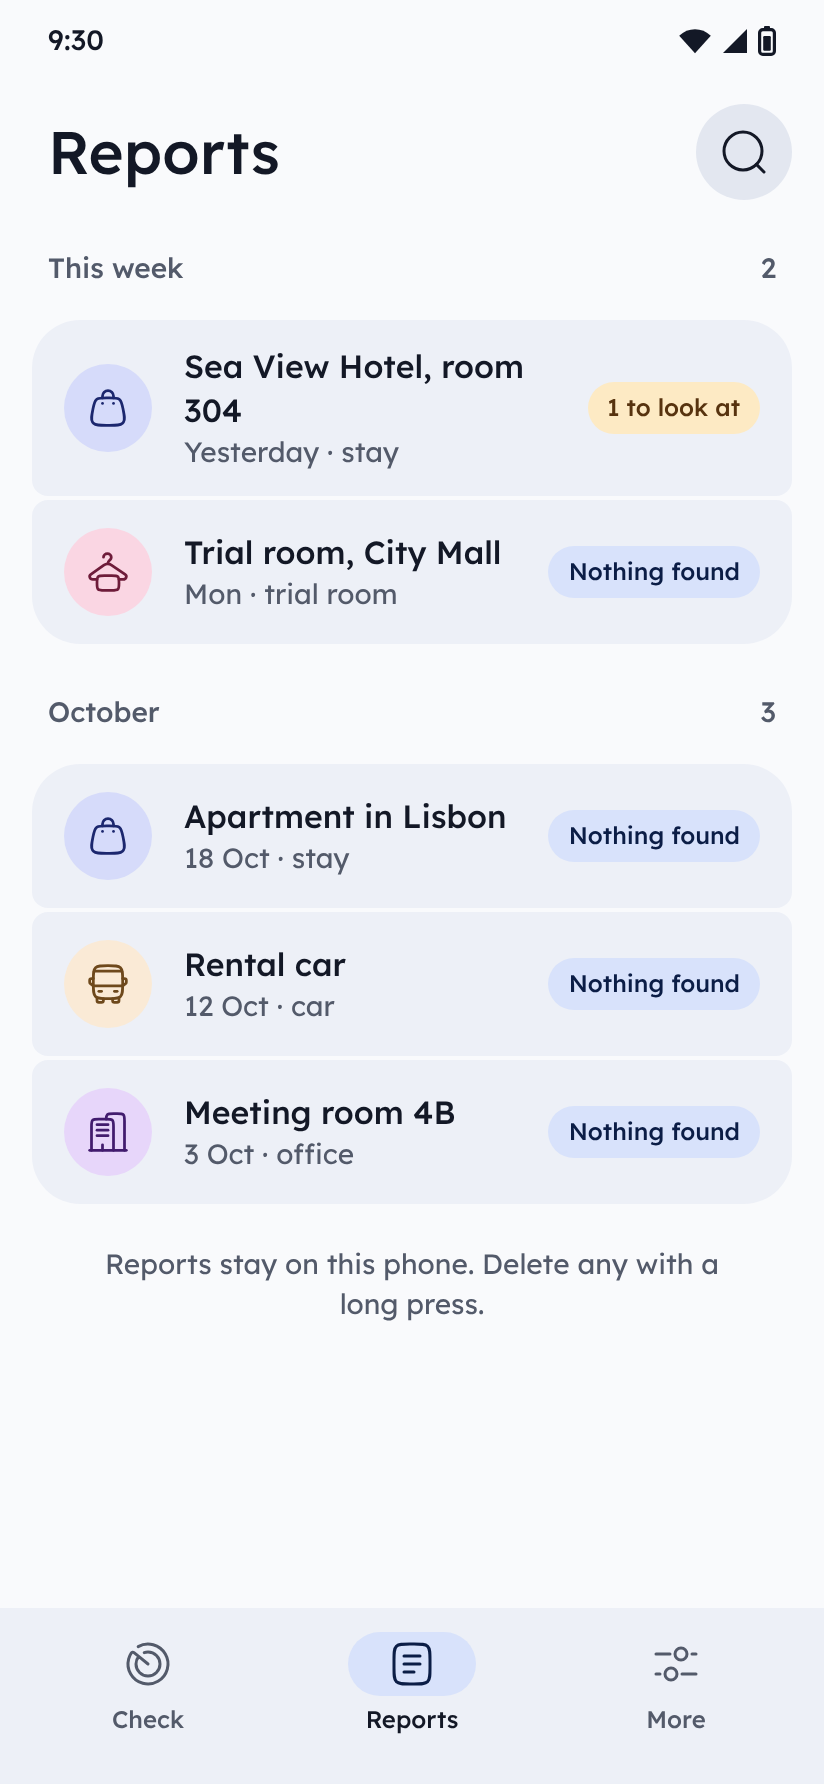 9:30
Reports
This week
2
Sea View Hotel, room
304
Yesterday · stay
1 to look at
Trial room, City Mall
Mon · trial room
Nothing found
October
3
Apartment in Lisbon
18 Oct · stay
Nothing found
Rental car
12 Oct · car
Nothing found
Meeting room 4B
3 Oct · office
Nothing found
Reports stay on this phone. Delete any with a
long press.
Check
Reports
More